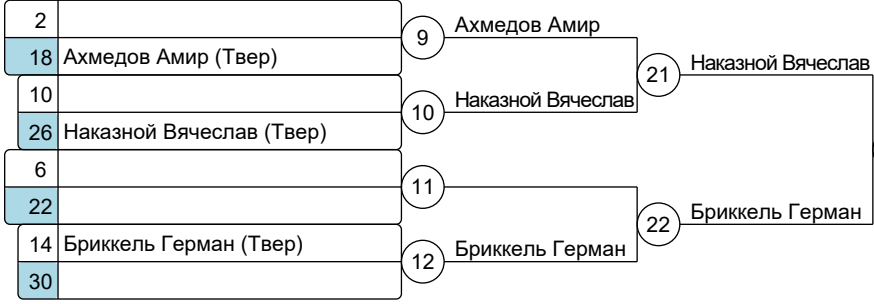 2
18 Ахмедов Амир (Твер)
9 Ахмедов Амир
10
26 Наказной Вячеслав (Твер)
10 Наказной Вячеслав
21 Наказной Вячеслав
6
22
11
14 Бриккель Герман (Твер)
30
12 Бриккель Герман
22 Бриккель Герман